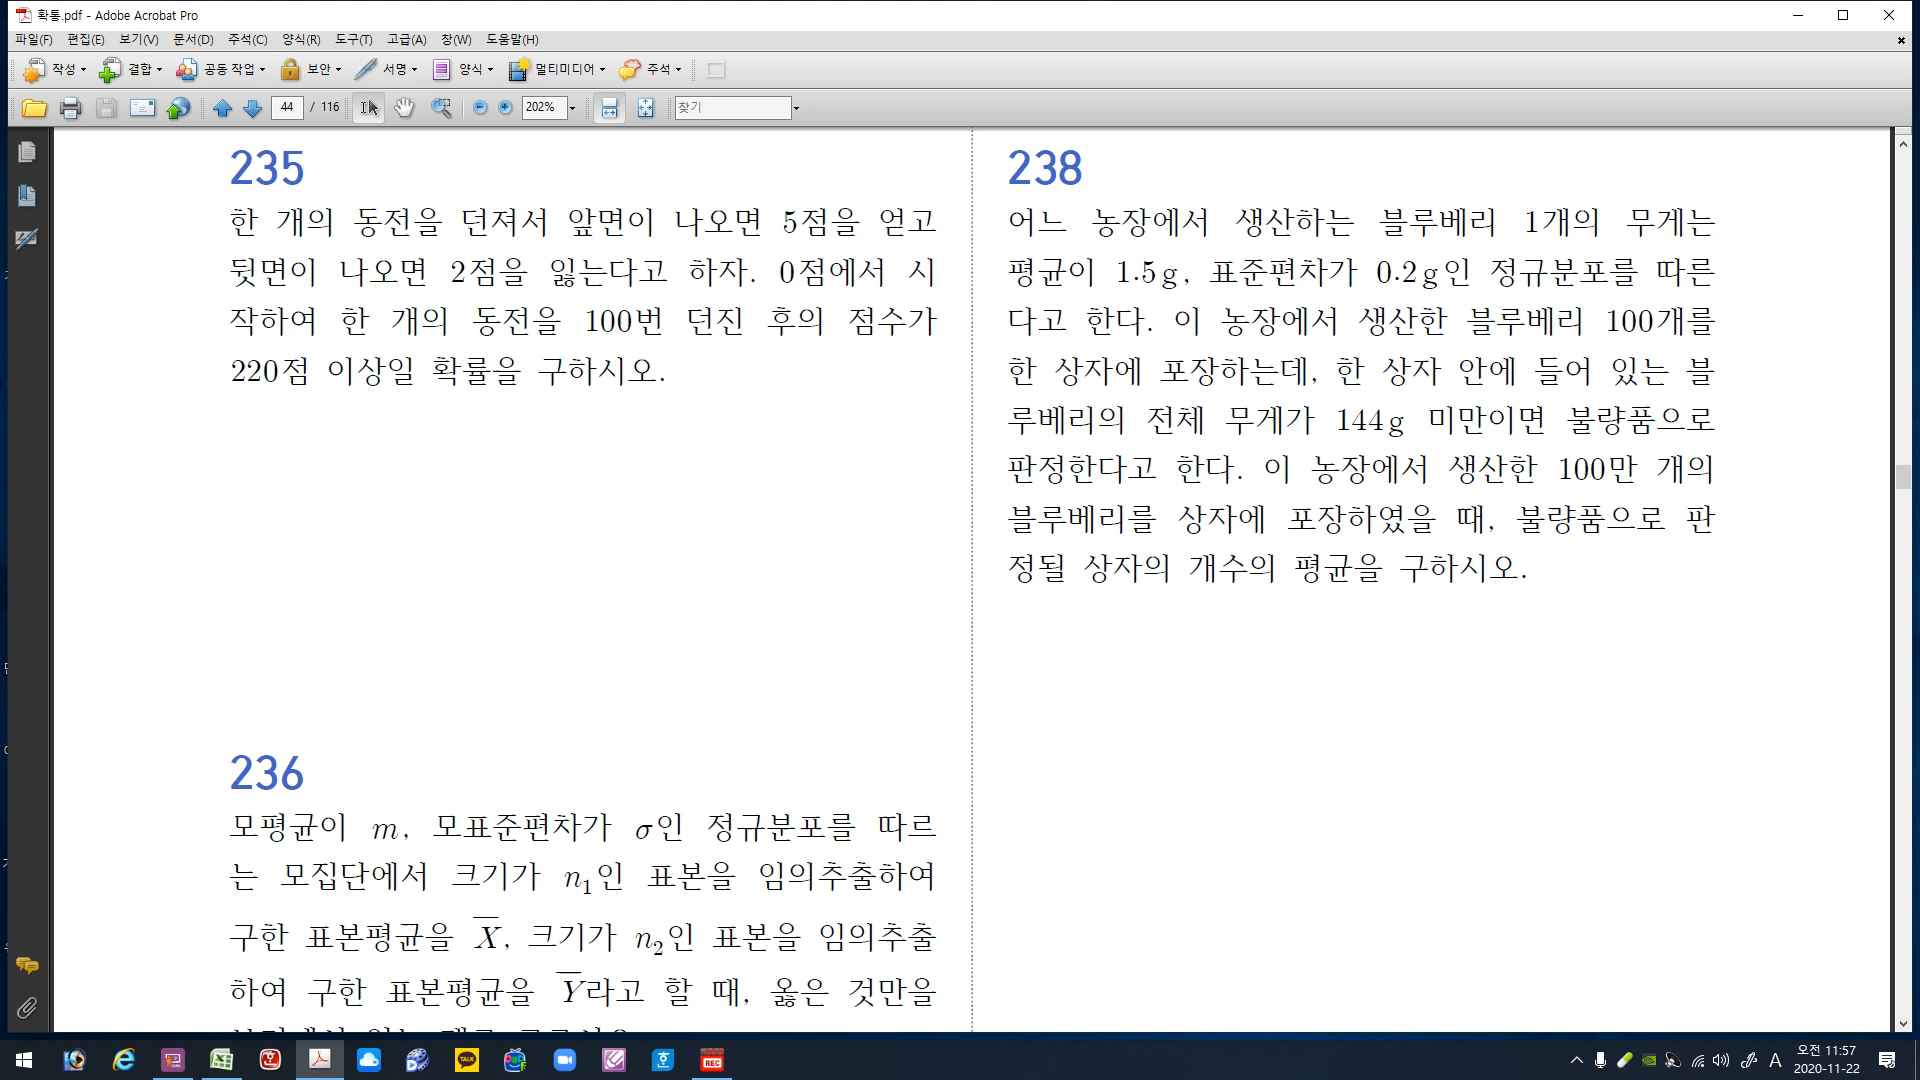 확통.pdf - Adobe Acrobat Pro
파일(F) 편집(E) 보기(V) 문서(D) 주석(C) 양식(R) 도구(T) 고급(A) 창(W) 도움말(H)
작성 결합 공동 작업 보안 서명 양식 멀티미디어 주석
44 / 116 202% 찾기
235
한 개의 동전을 던져서 앞면이 나오면 5점을 얻고
뒷면이 나오면 2점을 잃는다고 하자. 0점에서 시
작하여 한 개의 동전을 100번 던진 후의 점수가
220점 이상일 확률을 구하시오.
236
모평균이 m, 모표준편차가 σ인 정규분포를 따르
는 모집단에서 크기가 n₁인 표본을 임의추출하여
구한 표본평균을 X̅, 크기가 n₂인 표본을 임의추출
하여 구한 표본평균을 Y̅라고 할 때, 옳은 것만을
238
어느 농장에서 생산하는 블루베리 1개의 무게는
평균이 1.5g, 표준편차가 0.2g인 정규분포를 따른
다고 한다. 이 농장에서 생산한 블루베리 100개를
한 상자에 포장하는데, 한 상자 안에 들어 있는 블
루베리의 전체 무게가 144g 미만이면 불량품으로
판정한다고 한다. 이 농장에서 생산한 100만 개의
블루베리를 상자에 포장하였을 때, 불량품으로 판
정될 상자의 개수의 평균을 구하시오.
TALK
REC
A
오전 11:57
2020-11-22